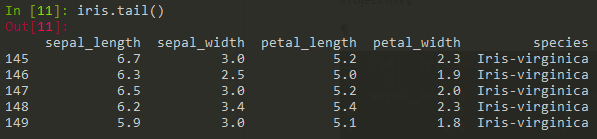 In [11]: iris.tail()
Out[11]:
sepal_length sepal_width petal_length petal_width species
145 6.7 3.0 5.2 2.3 Iris-virginica
146 6.3 2.5 5.0 1.9 Iris-virginica
147 6.5 3.0 5.2 2.0 Iris-virginica
148 6.2 3.4 5.4 2.3 Iris-virginica
149 5.9 3.0 5.1 1.8 Iris-virginica